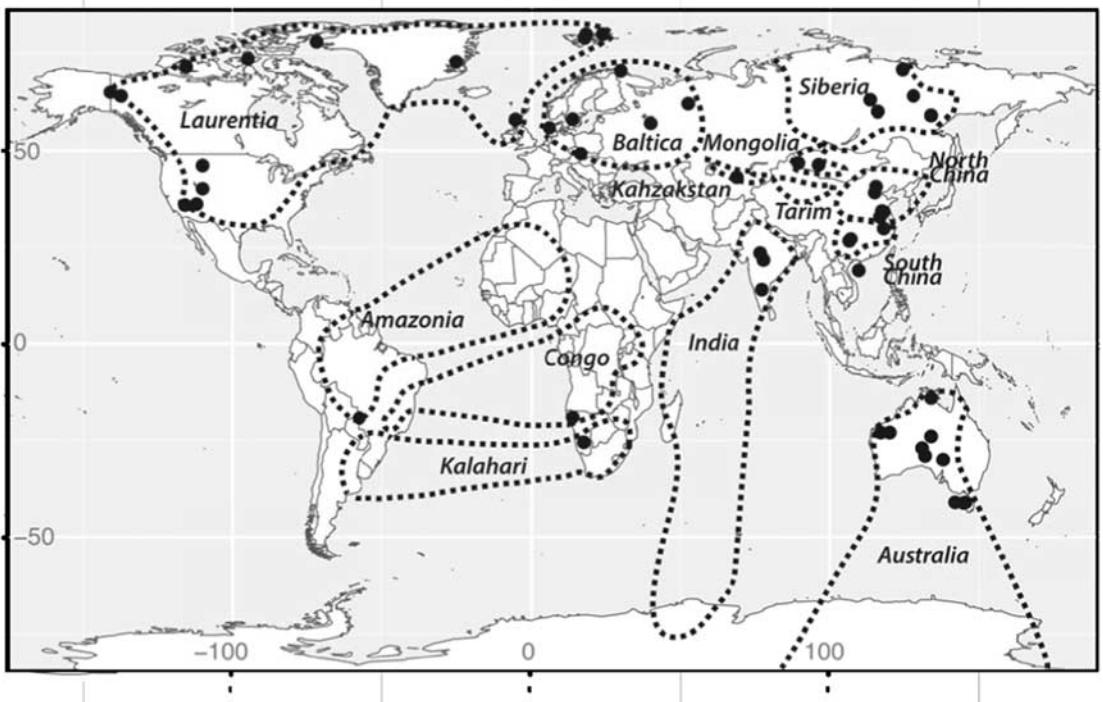 Siberia
Laurentia
Baltica
Mongolia
50
North
China
Kahzakstan
Tarim
South
China
Amazonia
0
India
Congo
Kalahari
−50
Australia
−100
0
100